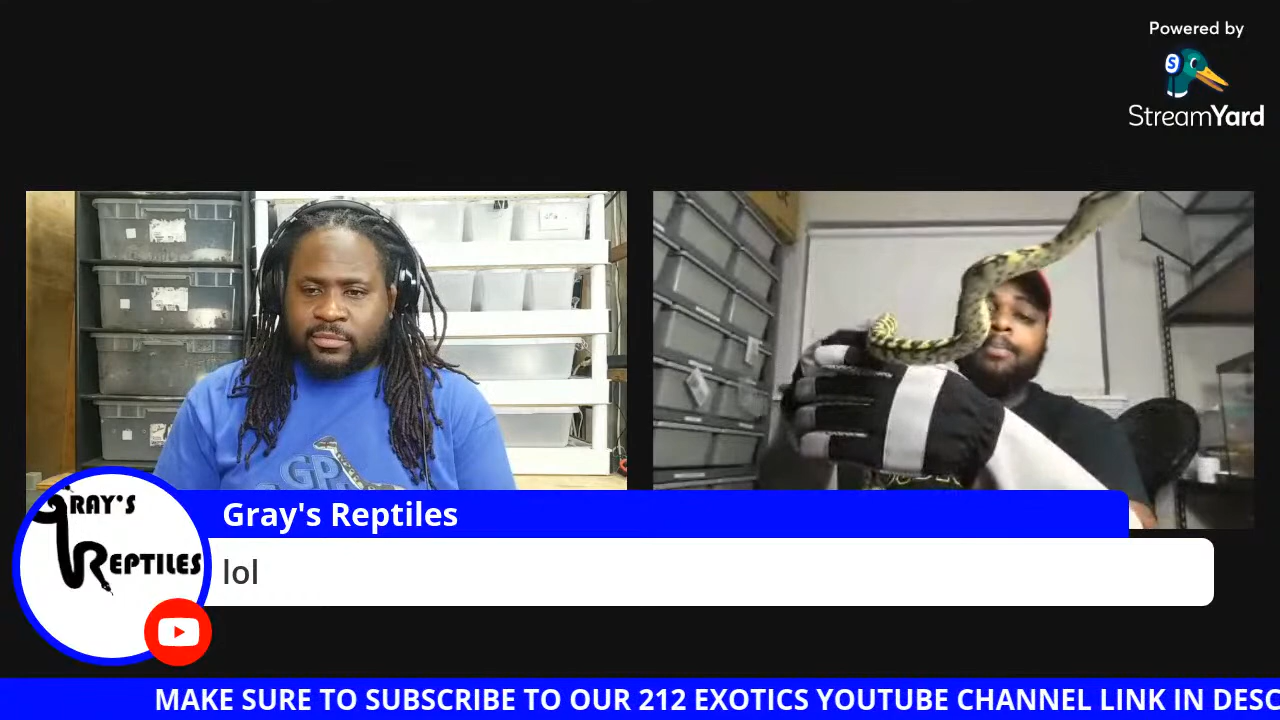 Powered by
StreamYard
GP
GRAY'S
REPTILES
Gray's Reptiles
lol
MAKE SURE TO SUBSCRIBE TO OUR 212 EXOTICS YOUTUBE CHANNEL LINK IN DESC